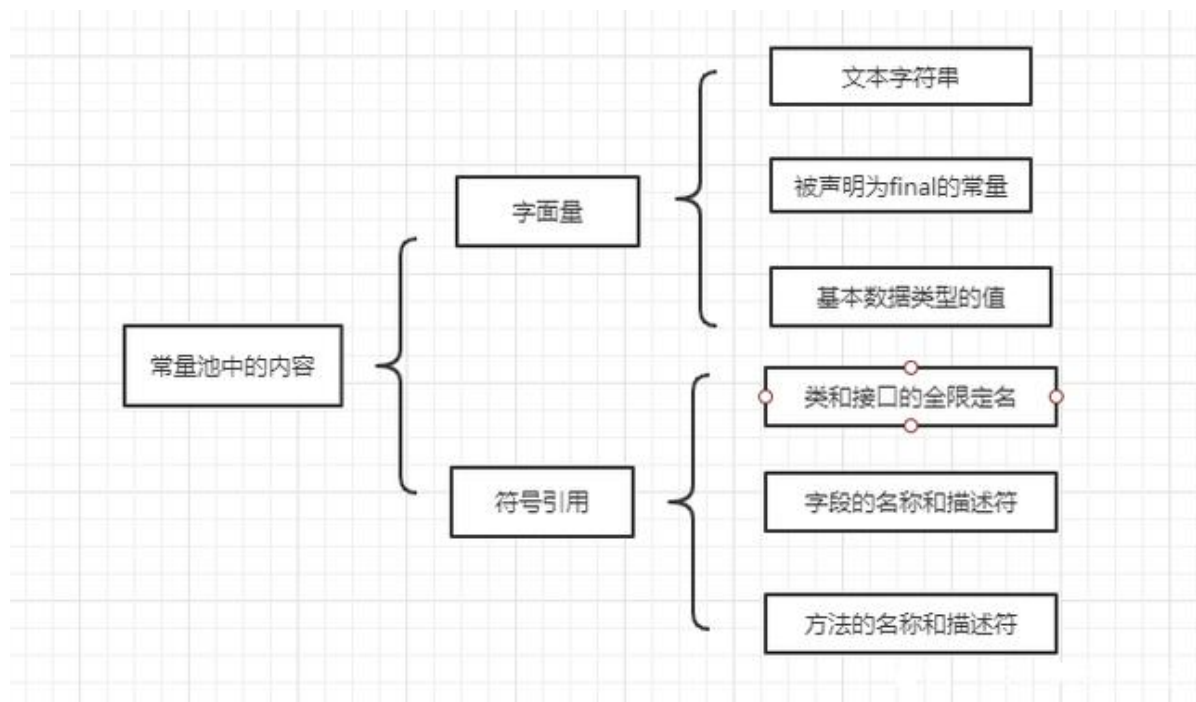 常量池中的内容
字面量
文本字符串
被声明为final的常量
基本数据类型的值
符号引用
类和接口的全限定名
字段的名称和描述符
方法的名称和描述符